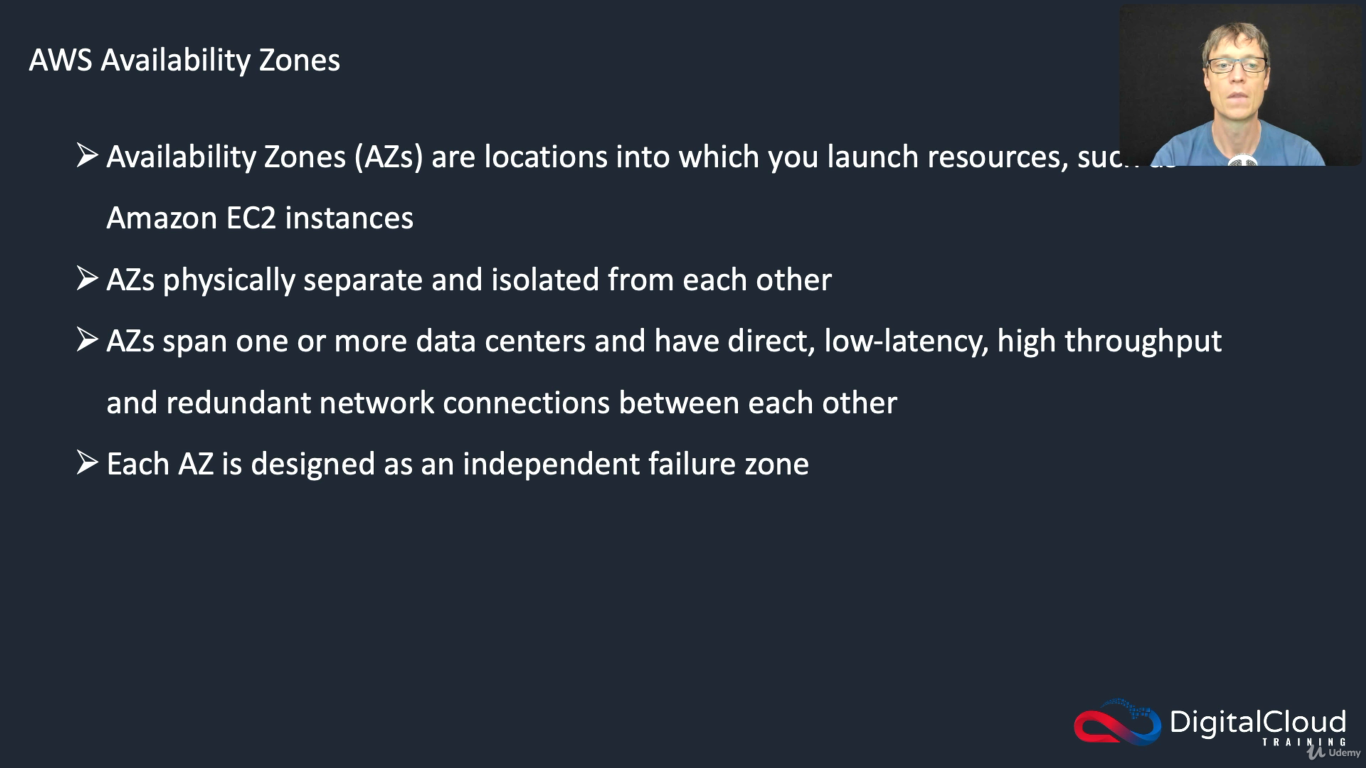 AWS Availability Zones
➢ Availability Zones (AZs) are locations into which you launch resources, such as
Amazon EC2 instances
➢ AZs physically separate and isolated from each other
➢ AZs span one or more data centers and have direct, low-latency, high throughput
and redundant network connections between each other
➢ Each AZ is designed as an independent failure zone
DigitalCloud
TRAINING
Udemy